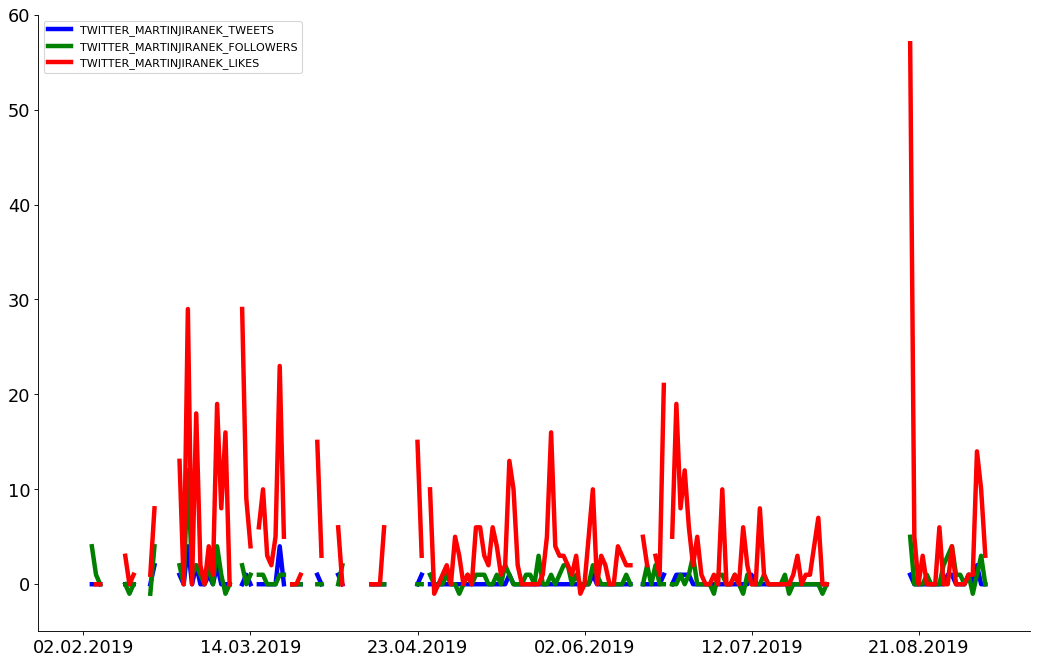 60
TWITTER_MARTINJIRANEK_TWEETS
TWITTER_MARTINJIRANEK_FOLLOWERS
TWITTER_MARTINJIRANEK_LIKES
50
40
30
20
10
0
02.02.2019 14.03.2019 23.04.2019 02.06.2019 12.07.2019 21.08.2019